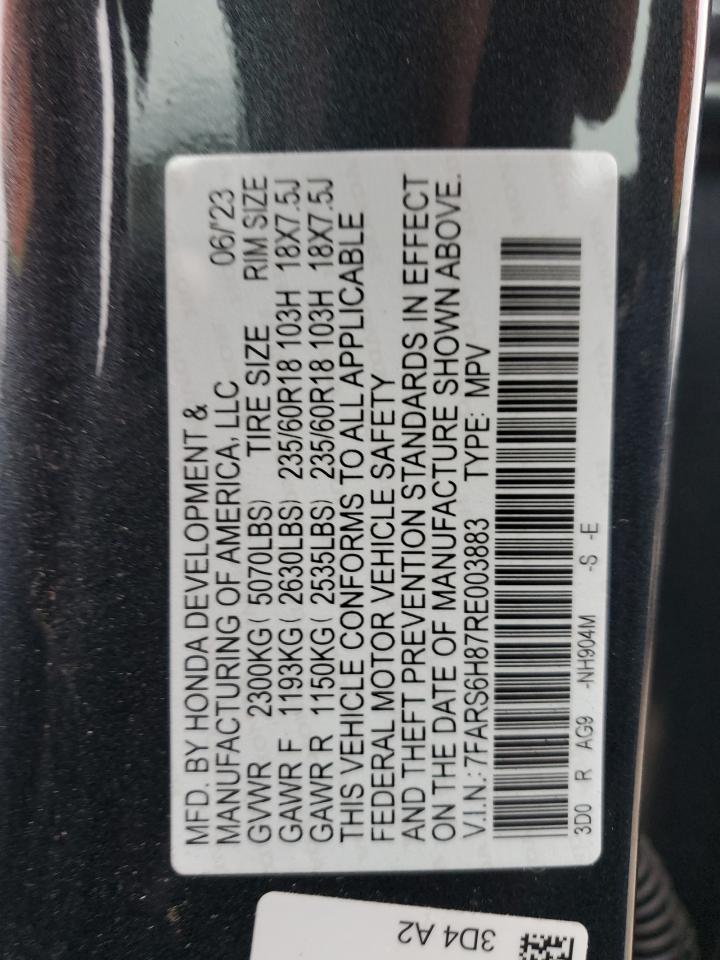 MFD. BY HONDA DEVELOPMENT &
MANUFACTURING OF AMERICA, LLC 06/'23
GVWR 2300KG( 5070LBS) TIRE SIZE RIM SIZE
GAWR F 1193KG( 2630LBS) 235/60R18 103H 18X7.5J
GAWR R 1150KG( 2535LBS) 235/60R18 103H 18X7.5J
THIS VEHICLE CONFORMS TO ALL APPLICABLE
FEDERAL MOTOR VEHICLE SAFETY
AND THEFT PREVENTION STANDARDS IN EFFECT
ON THE DATE OF MANUFACTURE SHOWN ABOVE.
V.I.N.:7FARS6H87RE003883 TYPE: MPV
3D0 R AG9 -NH904M -S -E
3D4 A2